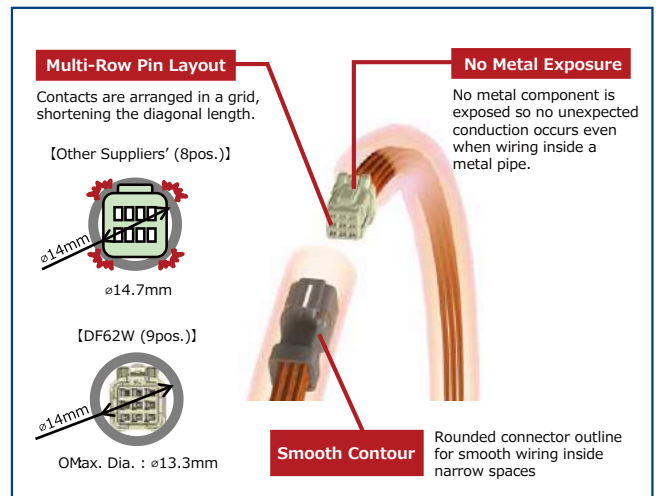 Multi-Row Pin Layout
Contacts are arranged in a grid,
shortening the diagonal length.
【Other Suppliers' (8pos.)】
⌀14mm
⌀14.7mm
【DF62W (9pos.)】
⌀14mm
OMax. Dia. : ⌀13.3mm
No Metal Exposure
No metal component is
exposed so no unexpected
conduction occurs even
when wiring inside a
metal pipe.
Smooth Contour
Rounded connector outline
for smooth wiring inside
narrow spaces